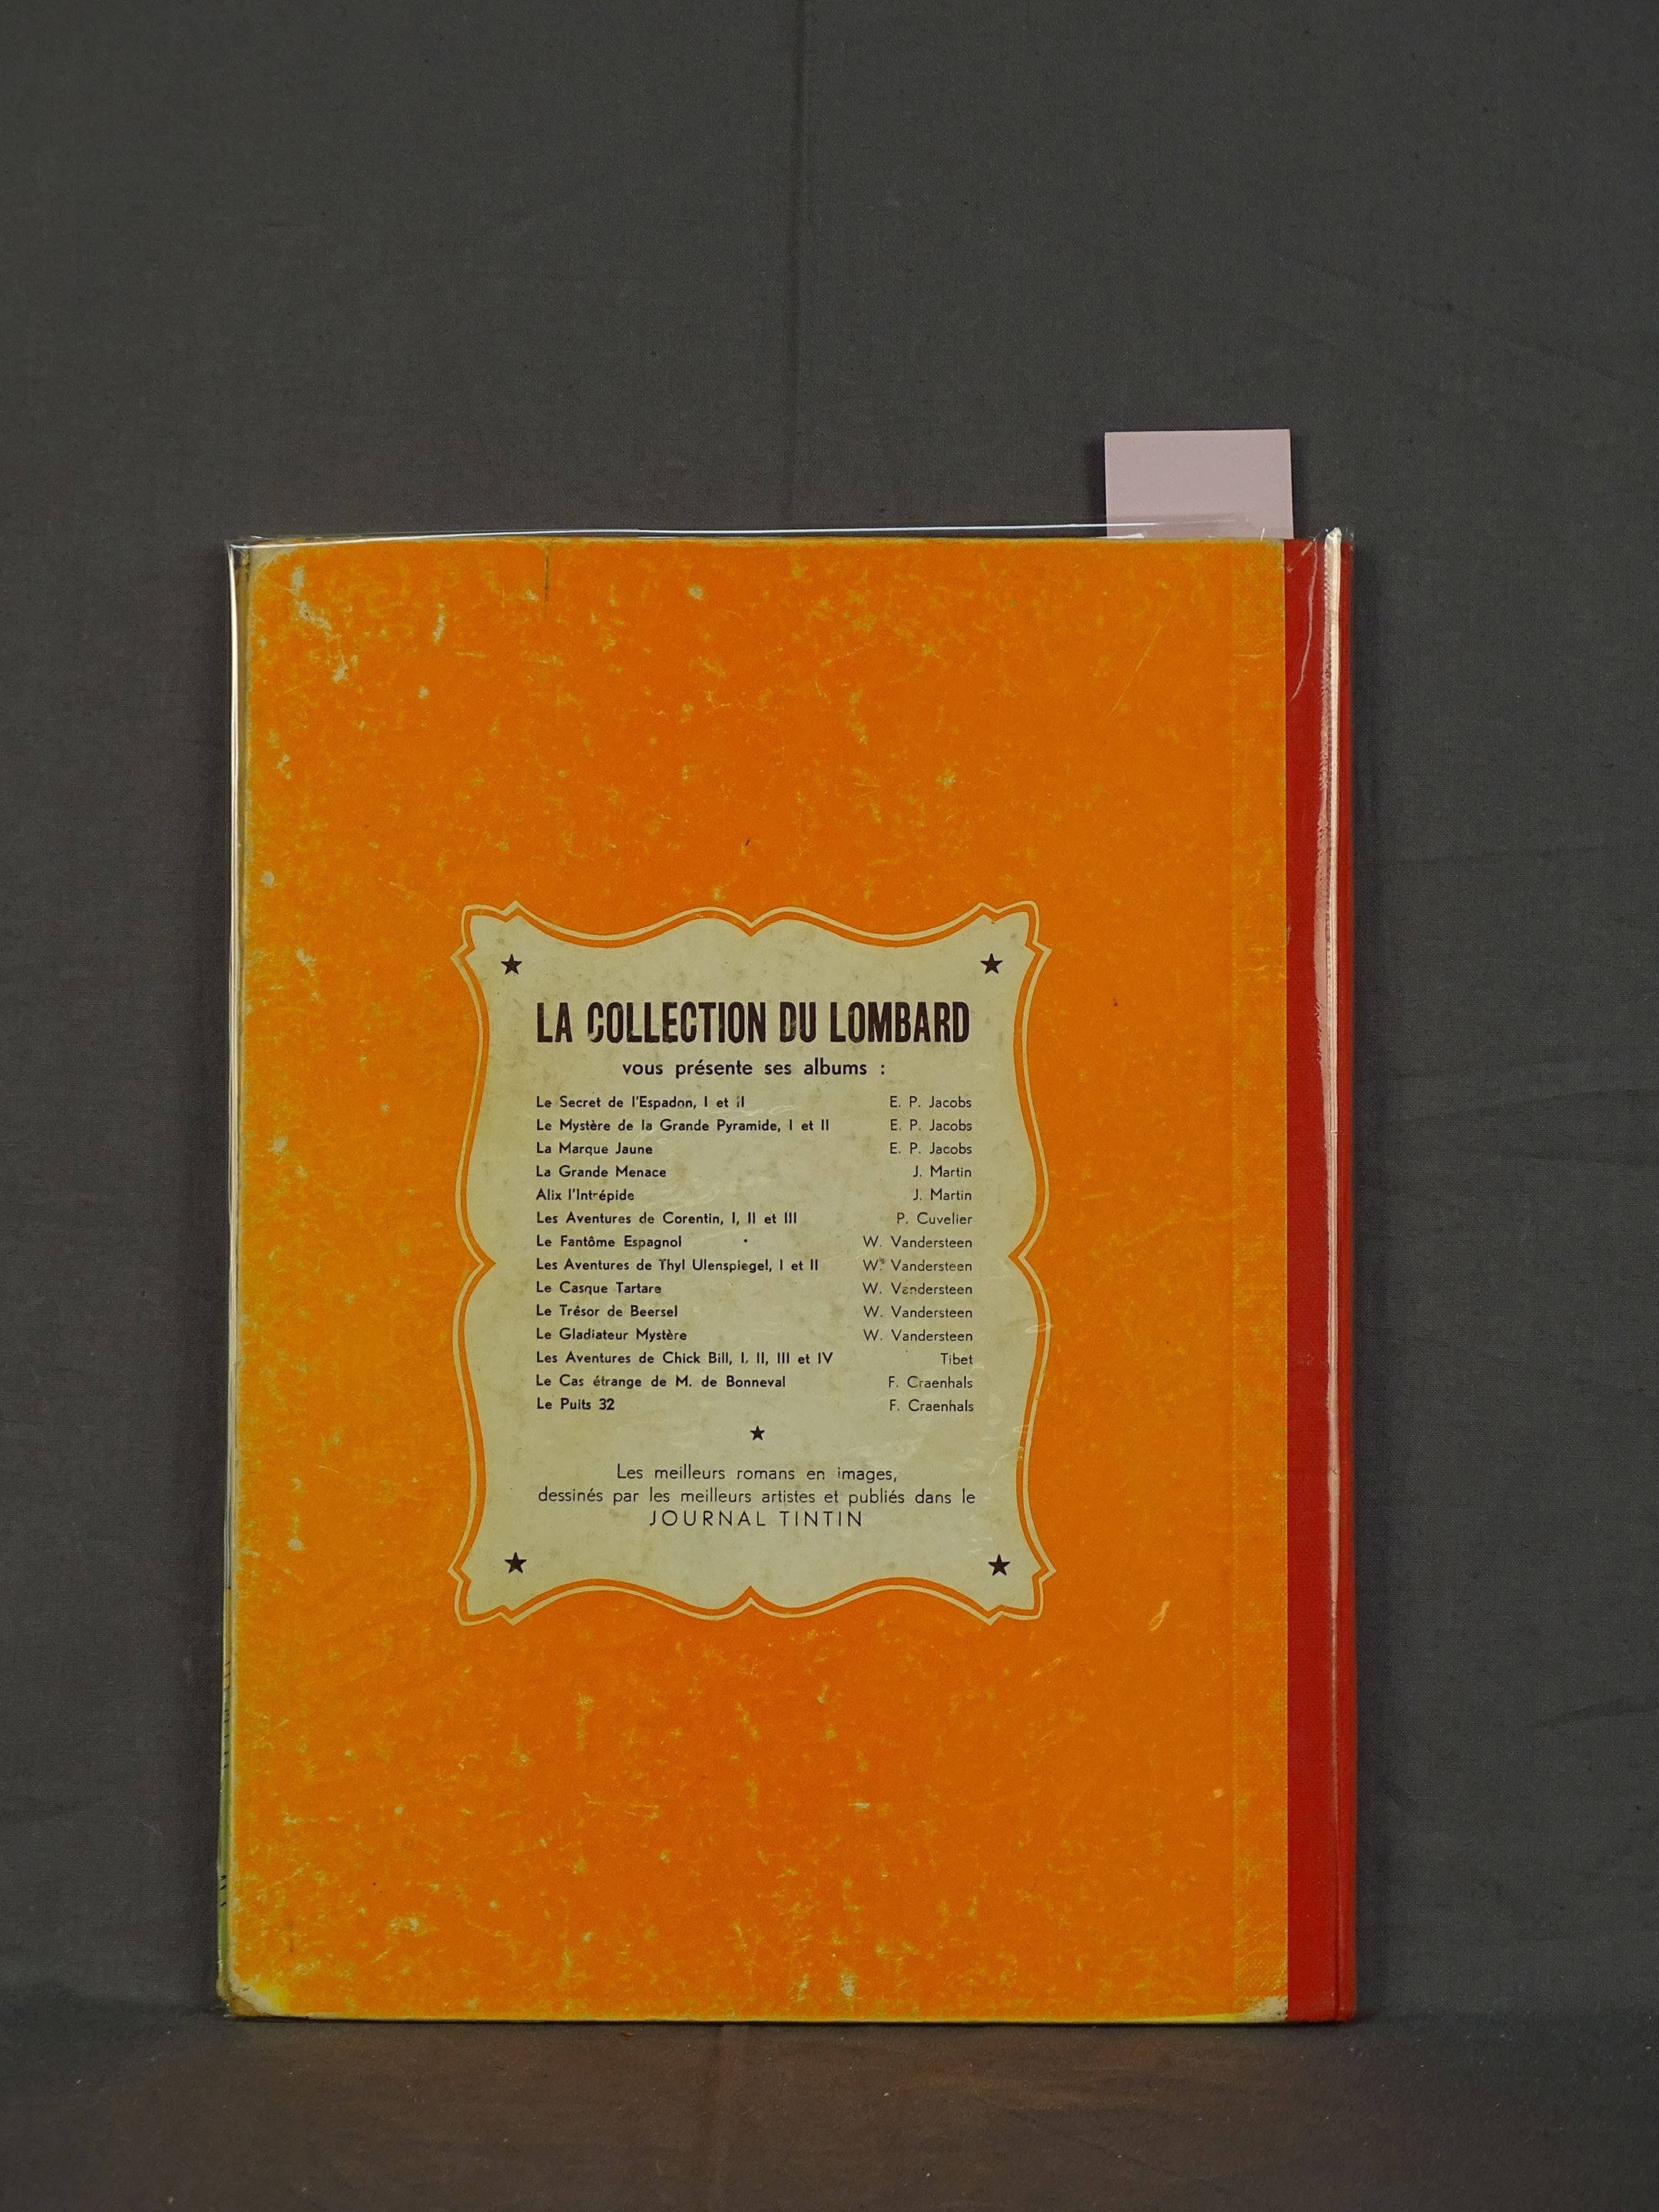 LA COLLECTION DU LOMBARD
vous présente ses albums :
Le Secret de l'Espadon, I et II E. P. Jacobs
Le Mystère de la Grande Pyramide, I et II E. P. Jacobs
La Marque Jaune E. P. Jacobs
La Grande Menace J. Martin
Alix l'Intrépide J. Martin
Les Aventures de Corentin, I, II et III P. Cuvelier
Le Fantôme Espagnol W. Vandersteen
Les Aventures de Thyl Ulenspiegel, I et II W. Vandersteen
Le Casque Tartare W. Vandersteen
Le Trésor de Beersel W. Vandersteen
Le Gladiateur Mystère W. Vandersteen
Les Aventures de Chick Bill, I, II, III et IV Tibet
Le Cas étrange de M. de Bonneval F. Craenhals
Le Puits 32 F. Craenhals
Les meilleurs romans en images,
dessinés par les meilleurs artistes et publiés dans le
JOURNAL TINTIN